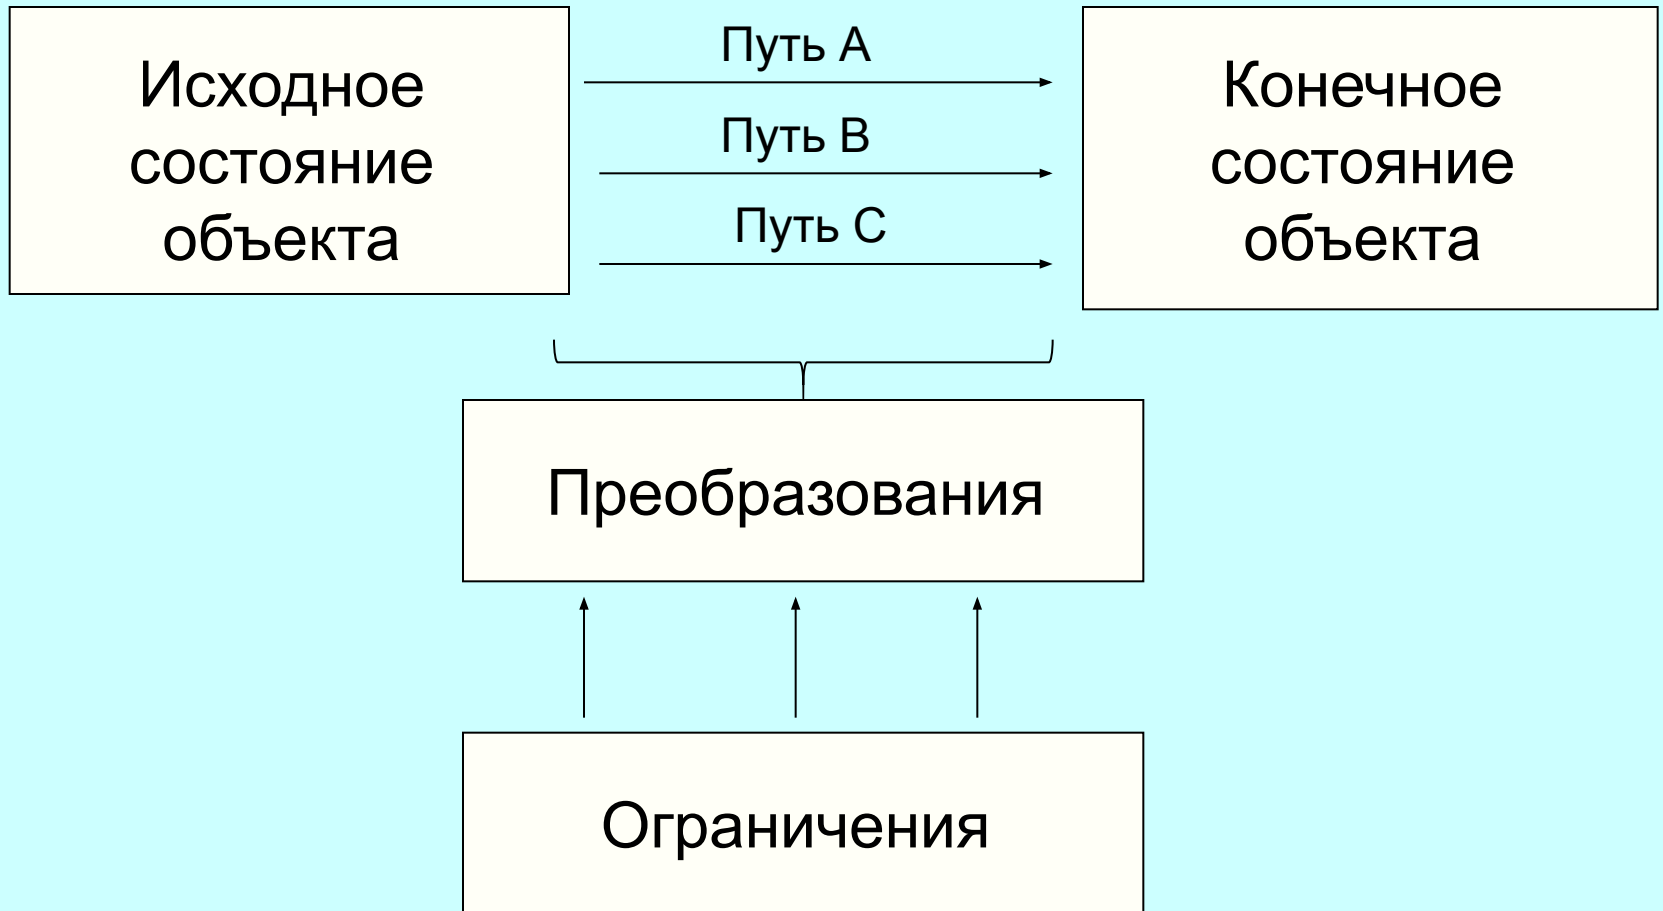 Исходное
состояние
объекта
Путь А
Путь В
Путь С
Конечное
состояние
объекта
Преобразования
Ограничения